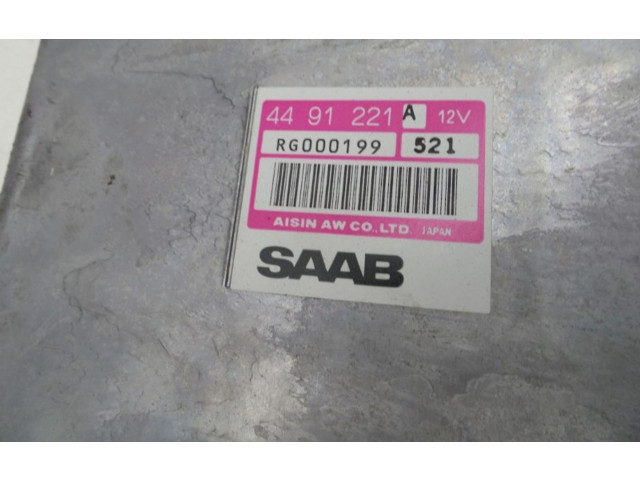 44 91 221 A 12V
RG000199 521
AISIN AW CO.,LTD. JAPAN
SAAB